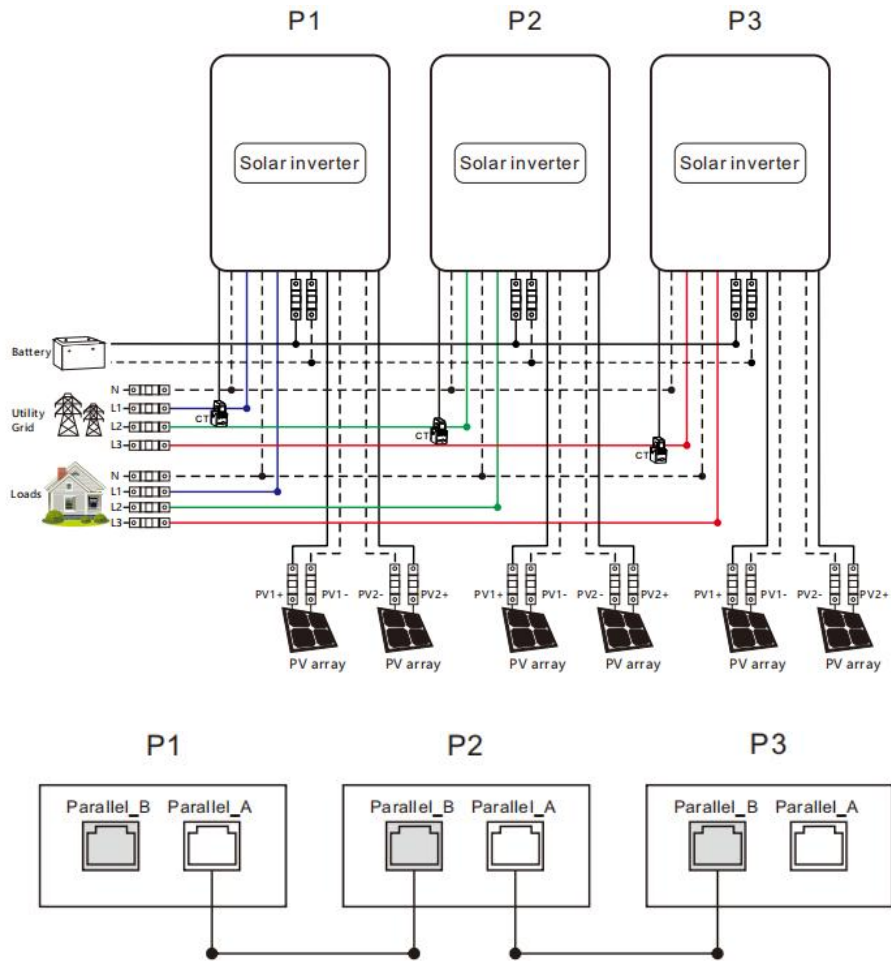 P1 P2 P3
Solar inverter Solar inverter Solar inverter
Battery
N
Utility Grid
L1
CT
L2
CT
L3
CT
Loads
N
L1
L2
L3
PV1+ PV1- PV2- PV2+ PV1+ PV1- PV2- PV2+ PV1+ PV1- PV2- PV2+
PV array PV array PV array PV array PV array PV array
P1 P2 P3
Parallel_B Parallel_A Parallel_B Parallel_A Parallel_B Parallel_A